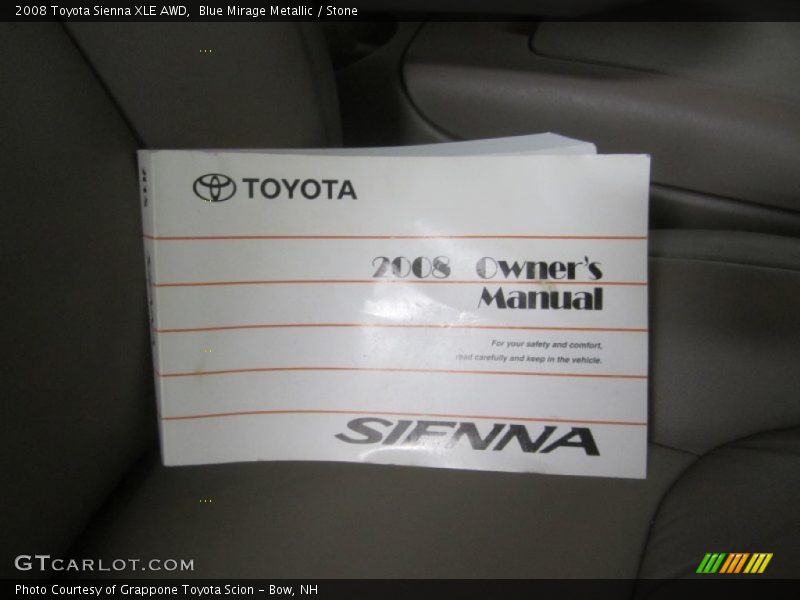 2008 Toyota Sienna XLE AWD,  Blue Mirage Metallic / Stone
TOYOTA
2008 Owner's
Manual
For your safety and comfort,
read carefully and keep in the vehicle.
SIENNA
GTCARLOT.COM
Photo Courtesy of Grappone Toyota Scion - Bow, NH